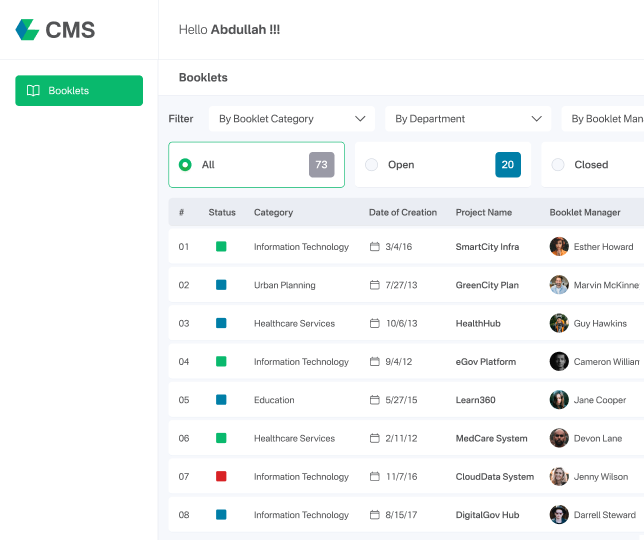 CMS
Hello Abdullah !!!
Booklets
Booklets
Filter By Booklet Category By Department By Booklet Man
All 73 Open 20 Closed
# Status Category Date of Creation Project Name Booklet Manager
01 Information Technology 3/4/16 SmartCity Infra Esther Howard
02 Urban Planning 7/27/13 GreenCity Plan Marvin McKinne
03 Healthcare Services 10/6/13 HealthHub Guy Hawkins
04 Information Technology 9/4/12 eGov Platform Cameron William
05 Education 5/27/15 Learn360 Jane Cooper
06 Healthcare Services 2/11/12 MedCare System Devon Lane
07 Information Technology 11/7/16 CloudData System Jenny Wilson
08 Information Technology 8/15/17 DigitalGov Hub Darrell Steward